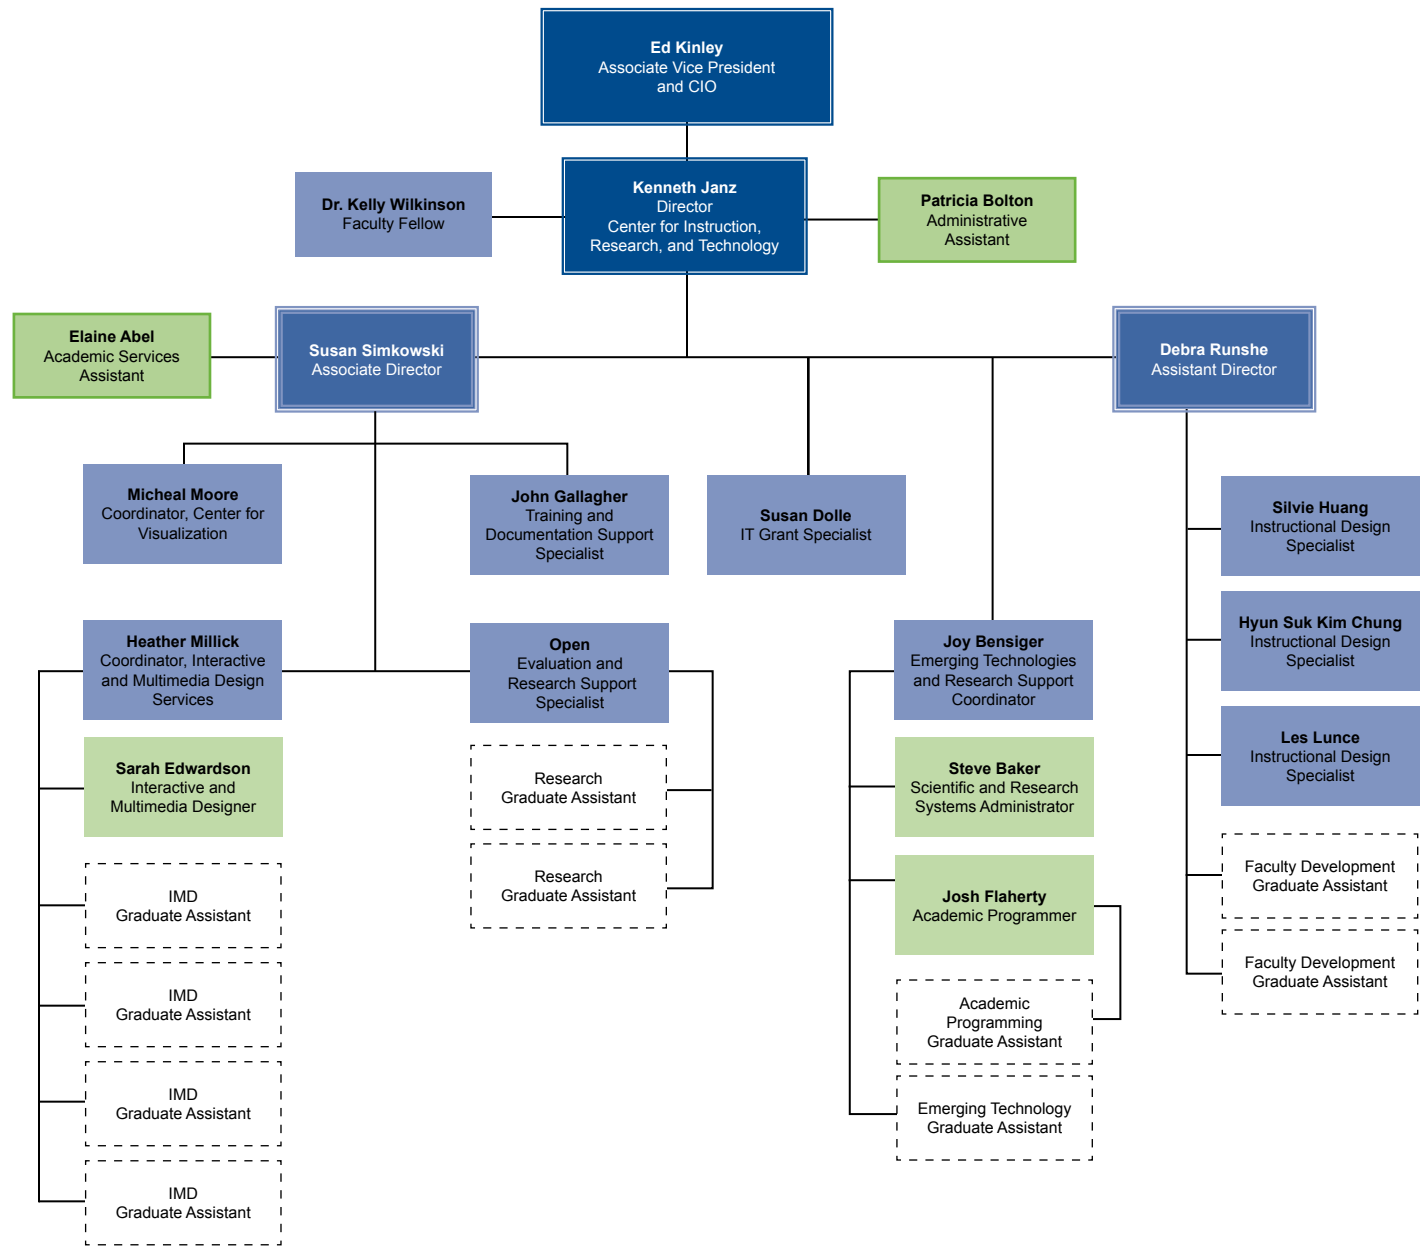 Ed Kinley
Associate Vice President
and CIO
Dr. Kelly Wilkinson
Faculty Fellow
Kenneth Janz
Director
Center for Instruction,
Research, and Technology
Patricia Bolton
Administrative
Assistant
Elaine Abel
Academic Services
Assistant
Susan Simkowski
Associate Director
Debra Runshe
Assistant Director
Micheal Moore
Coordinator, Center for
Visualization
John Gallagher
Training and
Documentation Support
Specialist
Susan Dolle
IT Grant Specialist
Silvie Huang
Instructional Design
Specialist
Hyun Suk Kim Chung
Instructional Design
Specialist
Les Lunce
Instructional Design
Specialist
Faculty Development
Graduate Assistant
Faculty Development
Graduate Assistant
Heather Millick
Coordinator, Interactive
and Multimedia Design
Services
Sarah Edwardson
Interactive and
Multimedia Designer
IMD
Graduate Assistant
IMD
Graduate Assistant
IMD
Graduate Assistant
IMD
Graduate Assistant
Open
Evaluation and
Research Support
Specialist
Research
Graduate Assistant
Research
Graduate Assistant
Joy Bensiger
Emerging Technologies
and Research Support
Coordinator
Steve Baker
Scientific and Research
Systems Administrator
Josh Flaherty
Academic Programmer
Academic
Programming
Graduate Assistant
Emerging Technology
Graduate Assistant